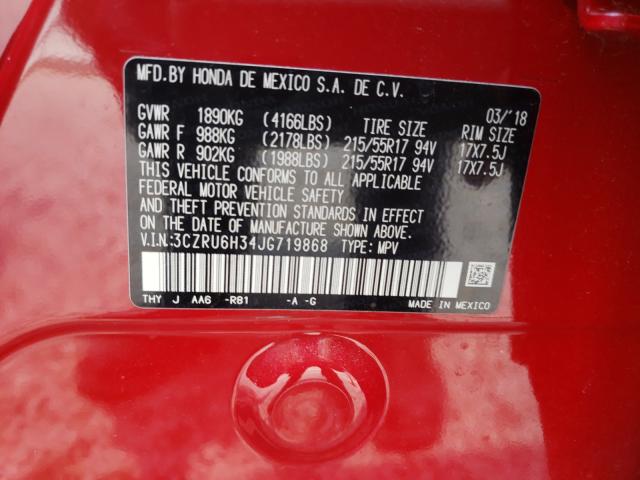 MFD.BY HONDA DE MEXICO S.A. DE C.V.
03/'18
GVWR 1890KG (4166LBS) TIRE SIZE RIM SIZE
GAWR F 988KG (2178LBS) 215/55R17 94V 17X7.5J
GAWR R 902KG (1988LBS) 215/55R17 94V 17X7.5J
THIS VEHICLE CONFORMS TO ALL APPLICABLE
FEDERAL MOTOR VEHICLE SAFETY
AND THEFT PREVENTION STANDARDS IN EFFECT
ON THE DATE OF MANUFACTURE SHOWN ABOVE.
V.I.N.:3CZRU6H34JG719868 TYPE: MPV
THY J AA6 -R81 -A -G MADE IN MEXICO